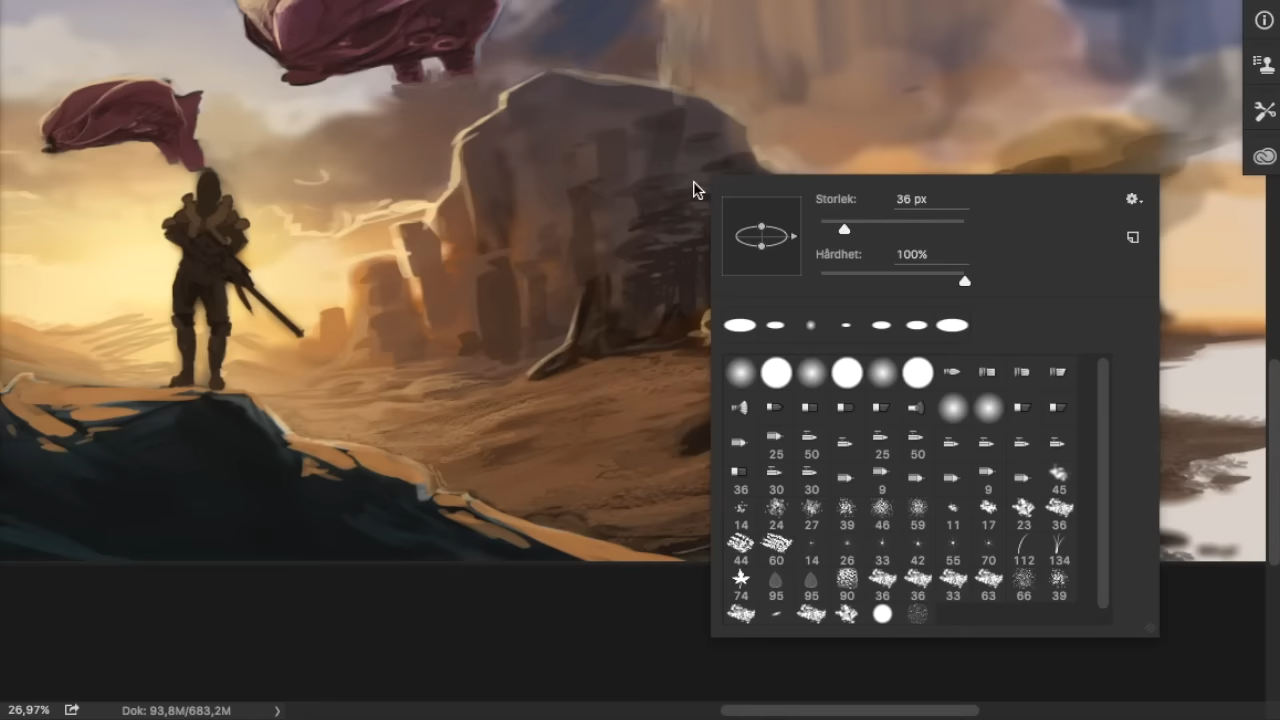 Storlek: 36 px
Hårdhet: 100%
25 50 25 50
36 30 30 9 9 45
14 24 27 39 46 59 11 17 23 36
44 60 14 26 33 42 55 70 112 134
74 95 95 90 36 36 33 63 66 39
26,97% Dok: 93,8M/683,2M